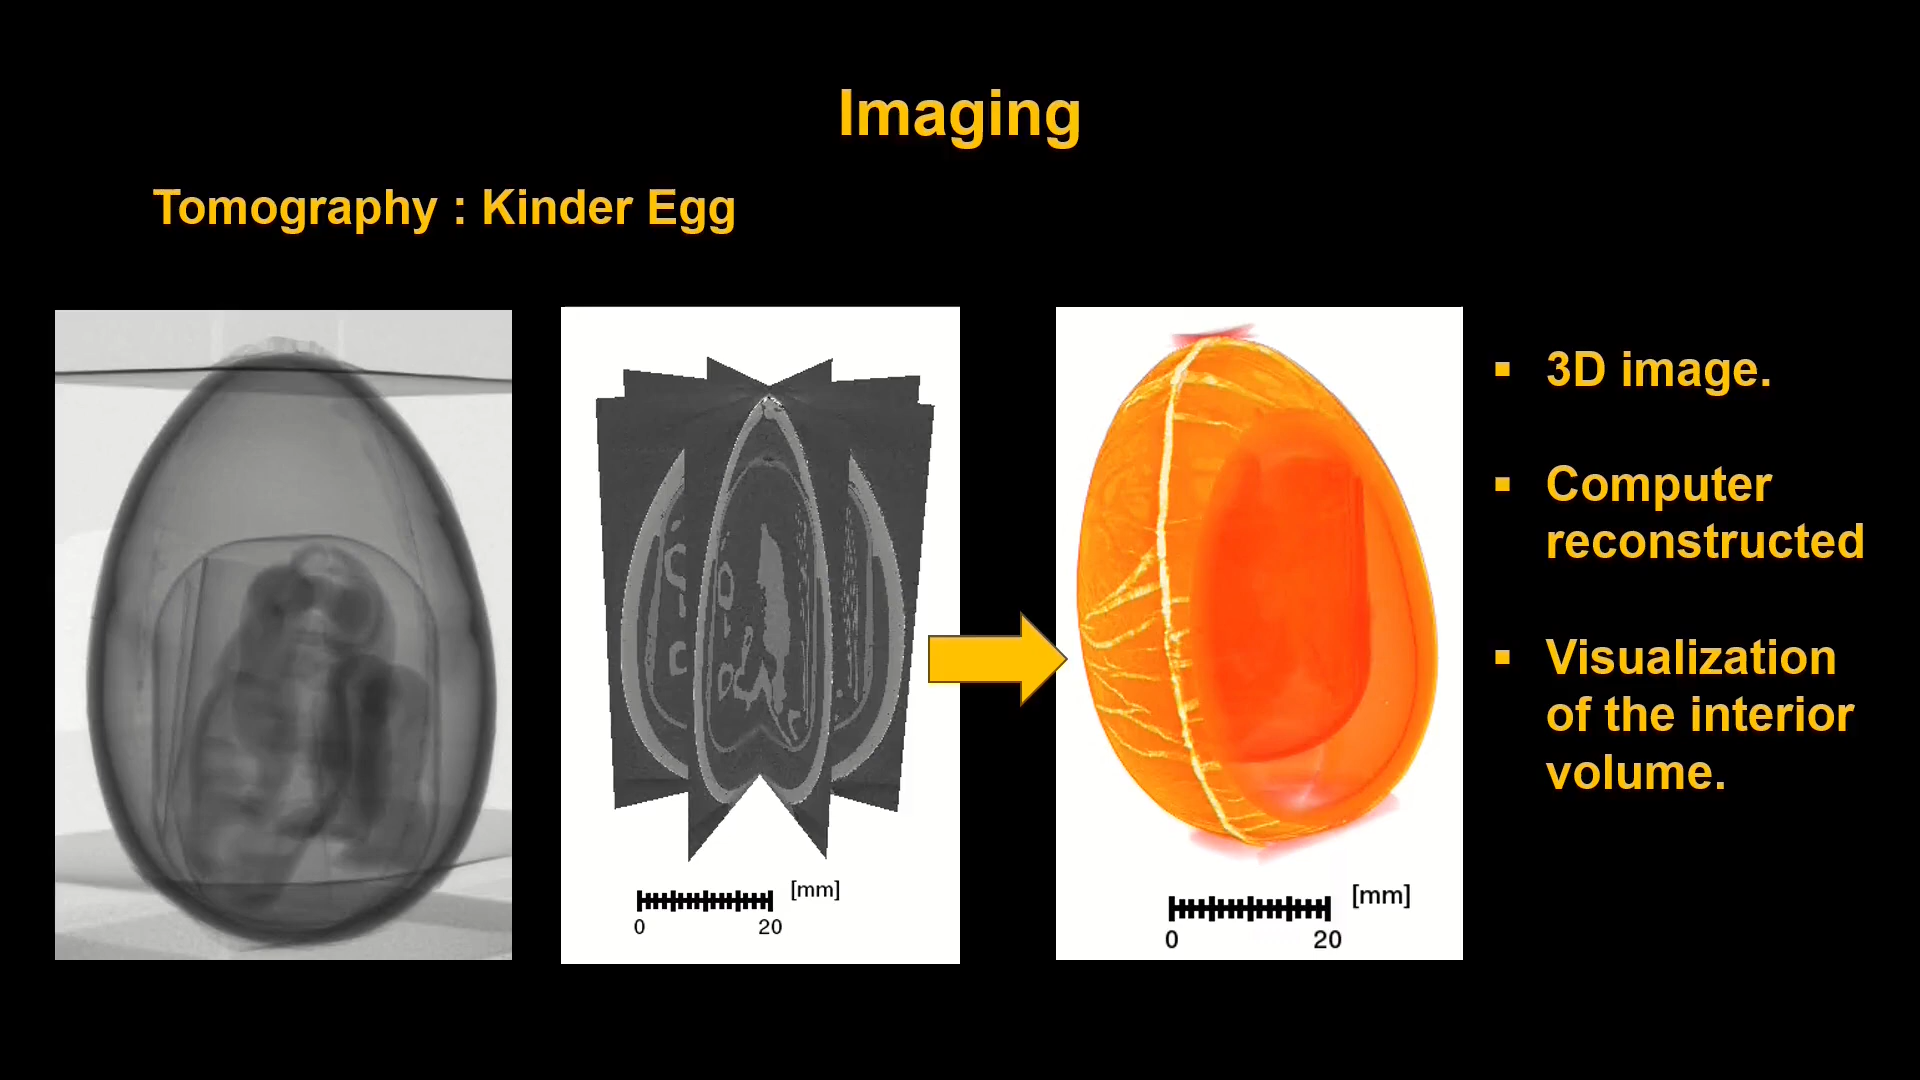 Imaging
Tomography : Kinder Egg
[mm]
0
20
[mm]
0
20
▪ 3D image.
▪ Computer
reconstructed
▪ Visualization
of the interior
volume.